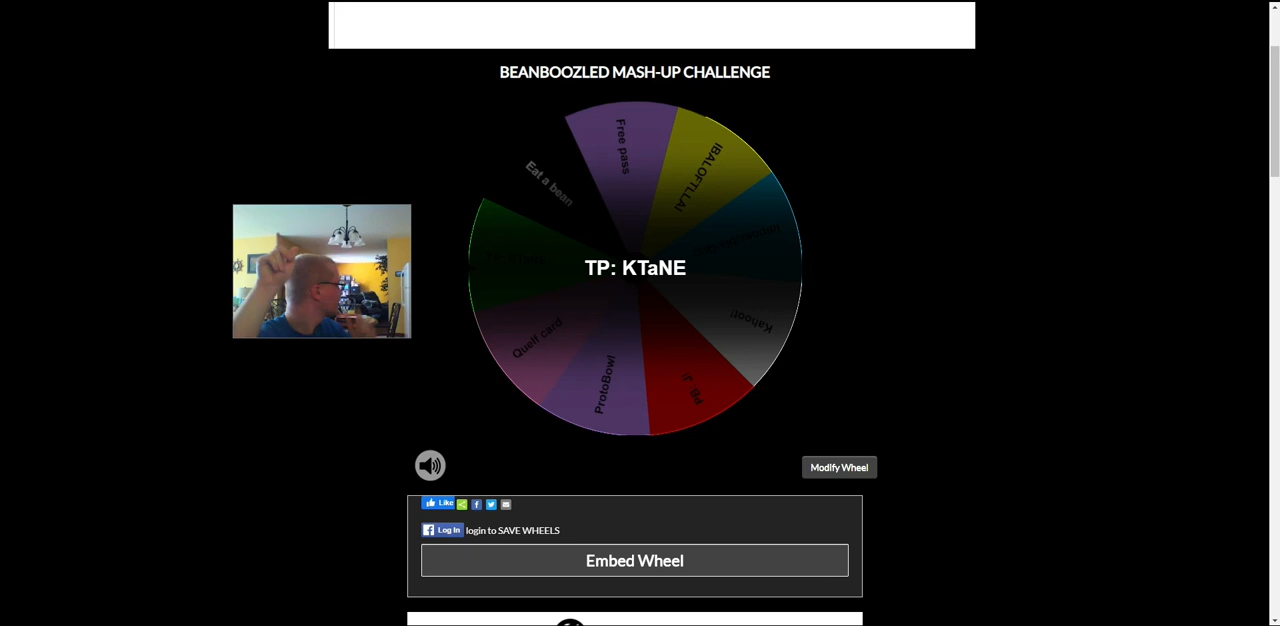 BEANBOOZLED MASH-UP CHALLENGE
Free pass
IBALOFTLLAI
Eat a bean
TP: KTaNE
Kahoot!
Quelf card
ProtoBowl
Modify Wheel
Like
Log In login to SAVE WHEELS
Embed Wheel